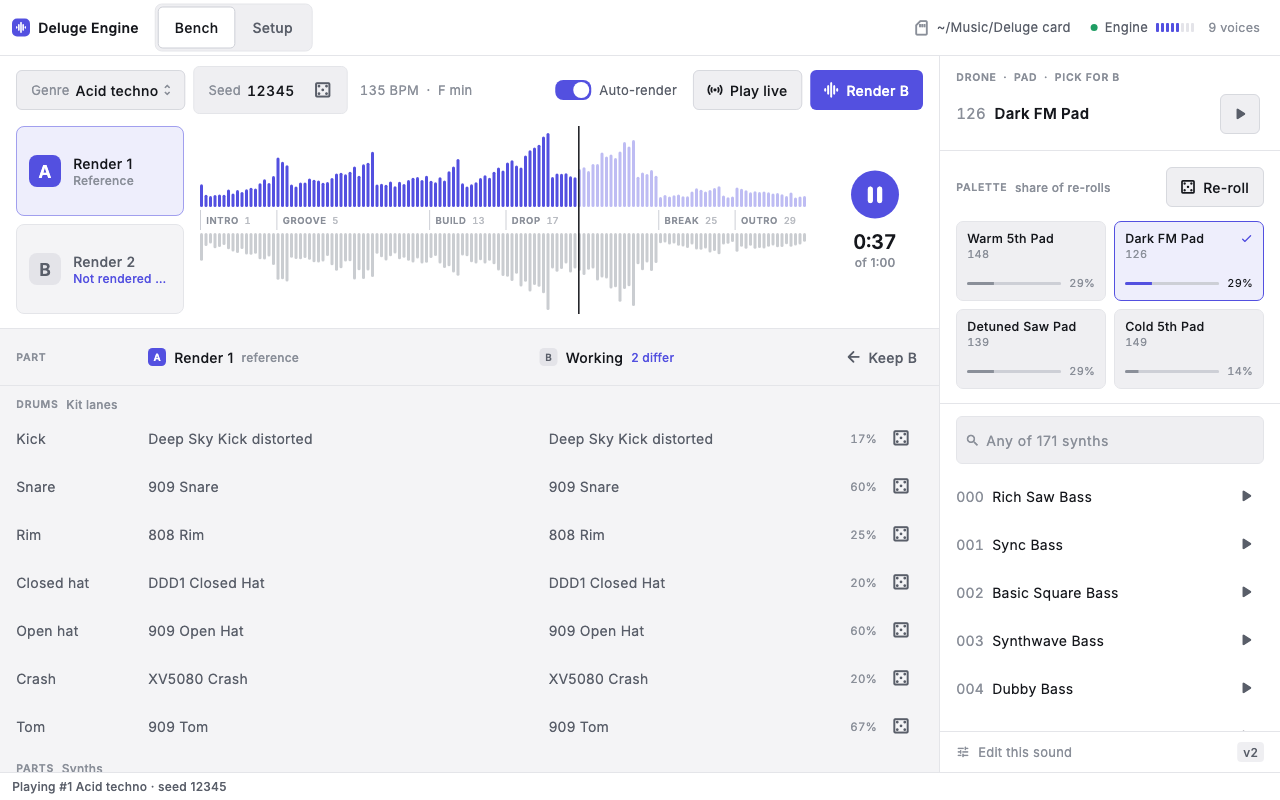 Deluge Engine
Bench
Setup
~/Music/Deluge card
Engine
9 voices
Genre Acid techno
Seed 12345
135 BPM · F min
Auto-render
Play live
Render B
A
Render 1
Reference
B
Render 2
Not rendered ...
INTRO 1
GROOVE 5
BUILD 13
DROP 17
BREAK 25
OUTRO 29
0:37
of 1:00
PART
A Render 1 reference
B Working 2 differ
Keep B
DRUMS Kit lanes
Kick Deep Sky Kick distorted Deep Sky Kick distorted 17%
Snare 909 Snare 909 Snare 60%
Rim 808 Rim 808 Rim 25%
Closed hat DDD1 Closed Hat DDD1 Closed Hat 20%
Open hat 909 Open Hat 909 Open Hat 60%
Crash XV5080 Crash XV5080 Crash 20%
Tom 909 Tom 909 Tom 67%
PARTS Synths
DRONE · PAD · PICK FOR B
126 Dark FM Pad
PALETTE share of re-rolls
Re-roll
Warm 5th Pad
148
29%
Dark FM Pad
126
29%
Detuned Saw Pad
139
29%
Cold 5th Pad
149
14%
Any of 171 synths
000 Rich Saw Bass
001 Sync Bass
002 Basic Square Bass
003 Synthwave Bass
004 Dubby Bass
Edit this sound
v2
Playing #1 Acid techno · seed 12345